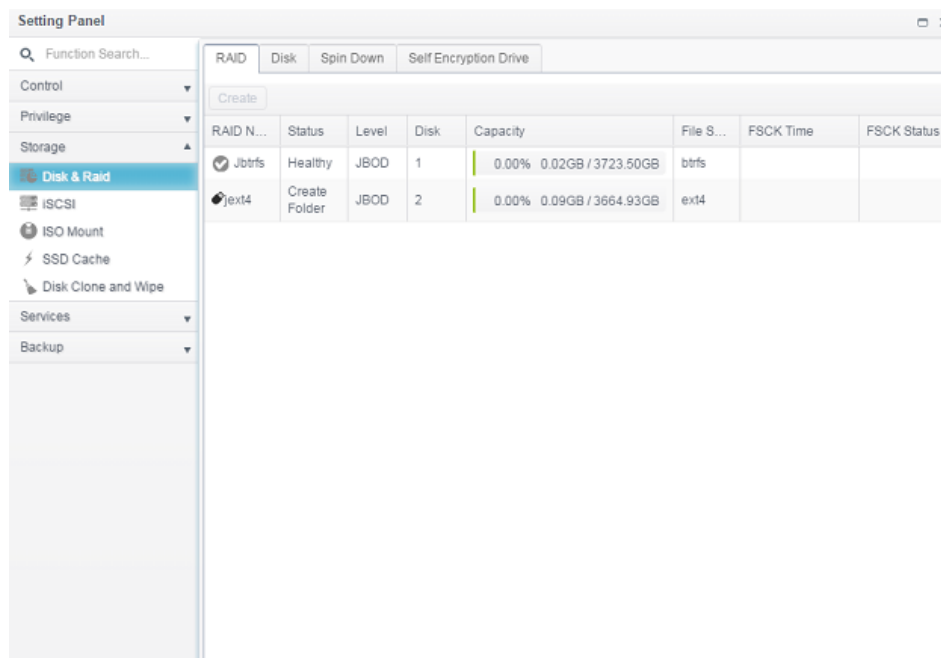 Setting Panel
Function Search...
RAID Disk Spin Down Self Encryption Drive
Control
Create
Privilege
RAID N... Status Level Disk Capacity File S... FSCK Time FSCK Status
Storage
Jbtrfs Healthy JBOD 1 0.00% 0.02GB / 3723.50GB btrfs
Disk & Raid
jext4 Create Folder JBOD 2 0.00% 0.09GB / 3664.93GB ext4
iSCSI
ISO Mount
SSD Cache
Disk Clone and Wipe
Services
Backup